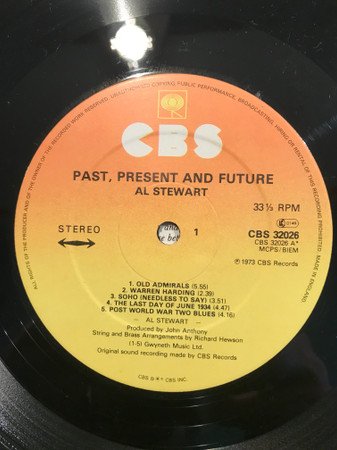 ALL RIGHTS OF THE PRODUCER AND OF THE OWNER OF THE RECORDED WORK RESERVED. UNAUTHORISED COPYING PUBLIC PERFORMANCE, BROADCASTING, HIRING OR RENTAL OF THIS RECORD PROHIBITED. MADE IN ENGLAND.
CBS
PAST, PRESENT AND FUTURE
AL STEWART
33⅓ RPM
STEREO
1
CBS 32026
CBS 32026 A*
MCPS/BIEM
℗ 1973 CBS Records
1. OLD ADMIRALS (5.55)
2. WARREN HARDING (2.39)
3. SOHO (NEEDLESS TO SAY) (3.51)
4. THE LAST DAY OF JUNE 1934 (4.47)
5. POST WORLD WAR TWO BLUES (4.16)
AL STEWART
Produced by John Anthony
String and Brass Arrangements by Richard Hewson
(1-5) Gwyneth Music Ltd.
Original sound recording made by CBS Records
CBS
CBS INC.